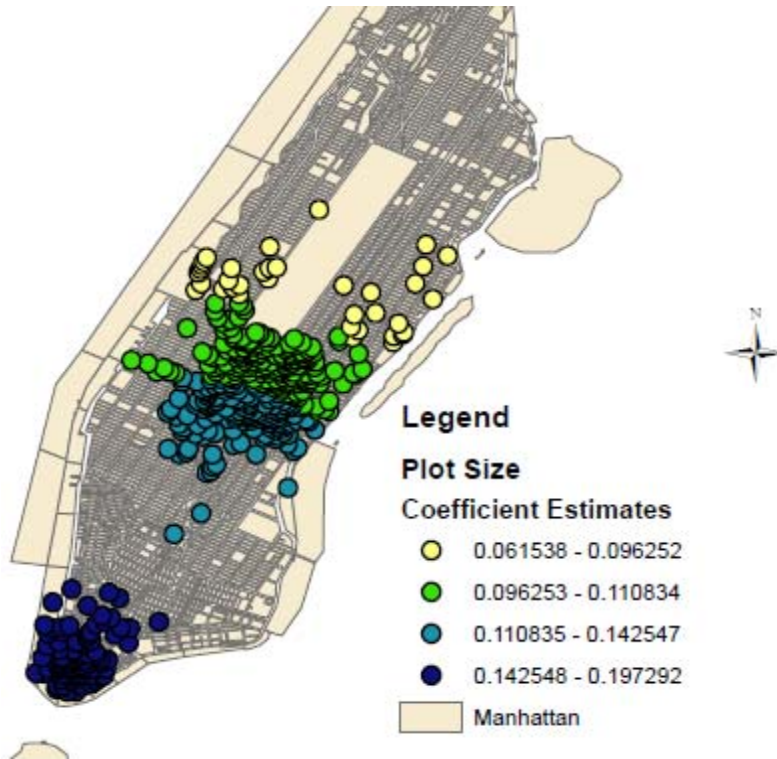 N
Legend
Plot Size
Coefficient Estimates
0.061538 - 0.096252
0.096253 - 0.110834
0.110835 - 0.142547
0.142548 - 0.197292
Manhattan